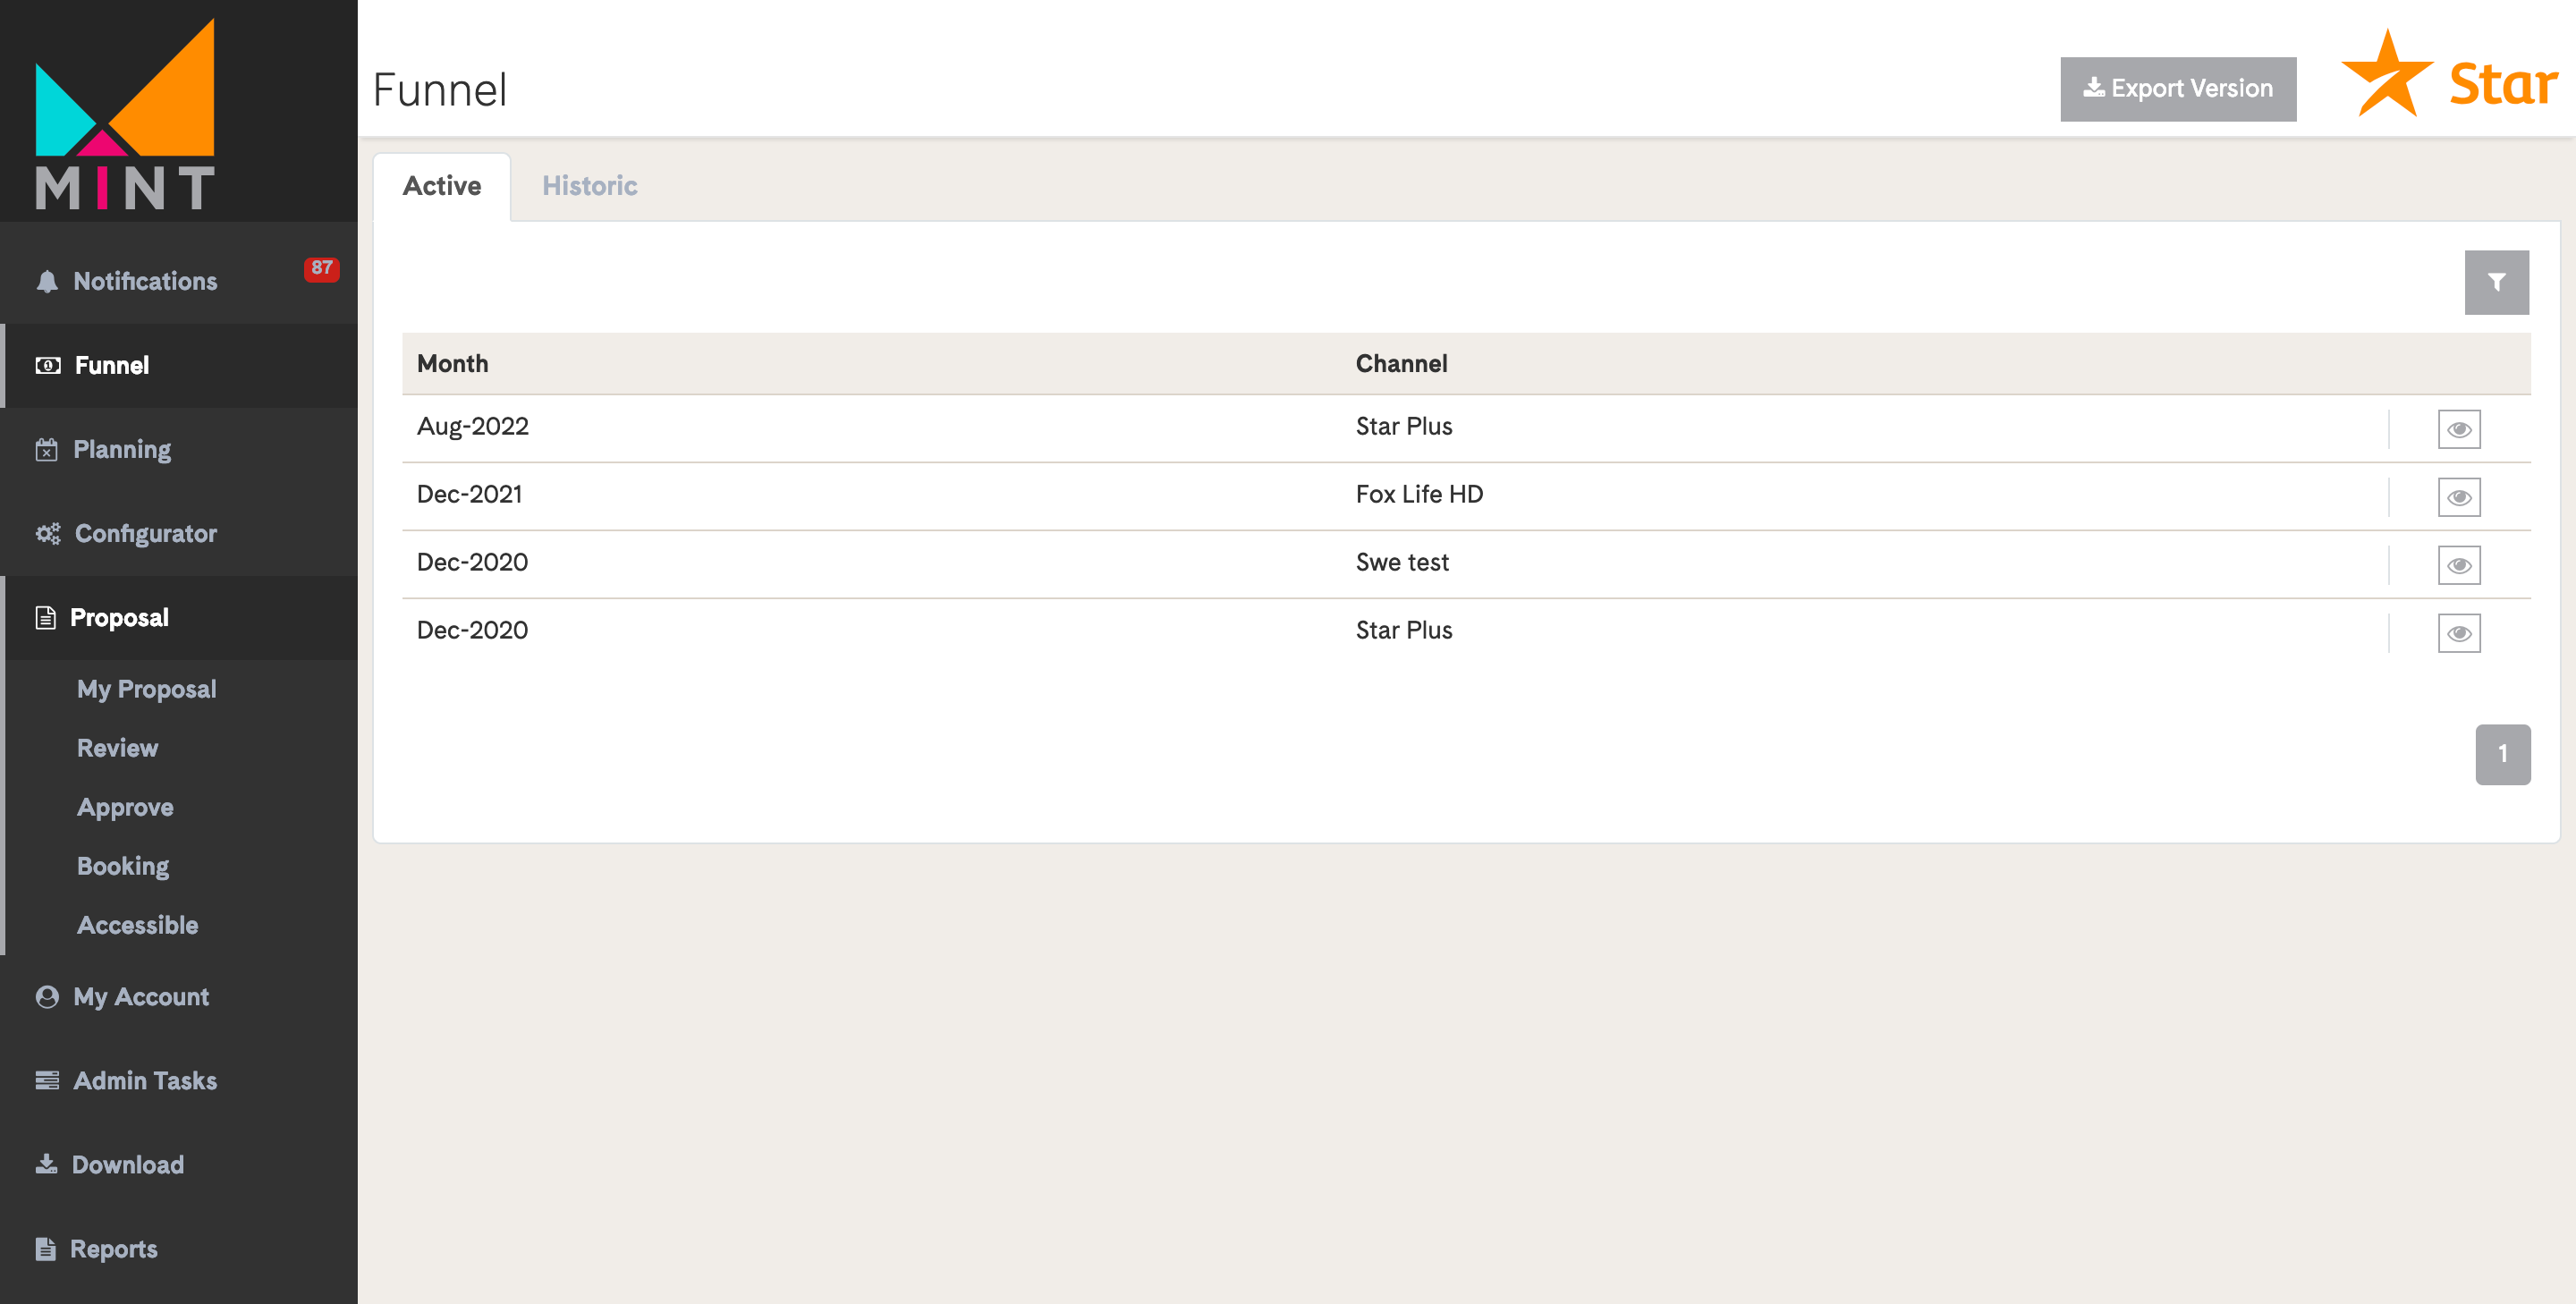 MINT
Notifications
87
Funnel
Planning
Configurator
Proposal
My Proposal
Review
Approve
Booking
Accessible
My Account
Admin Tasks
Download
Reports
Funnel
Export Version
Star
Active
Historic
Month Channel
Aug-2022 Star Plus
Dec-2021 Fox Life HD
Dec-2020 Swe test
Dec-2020 Star Plus
1